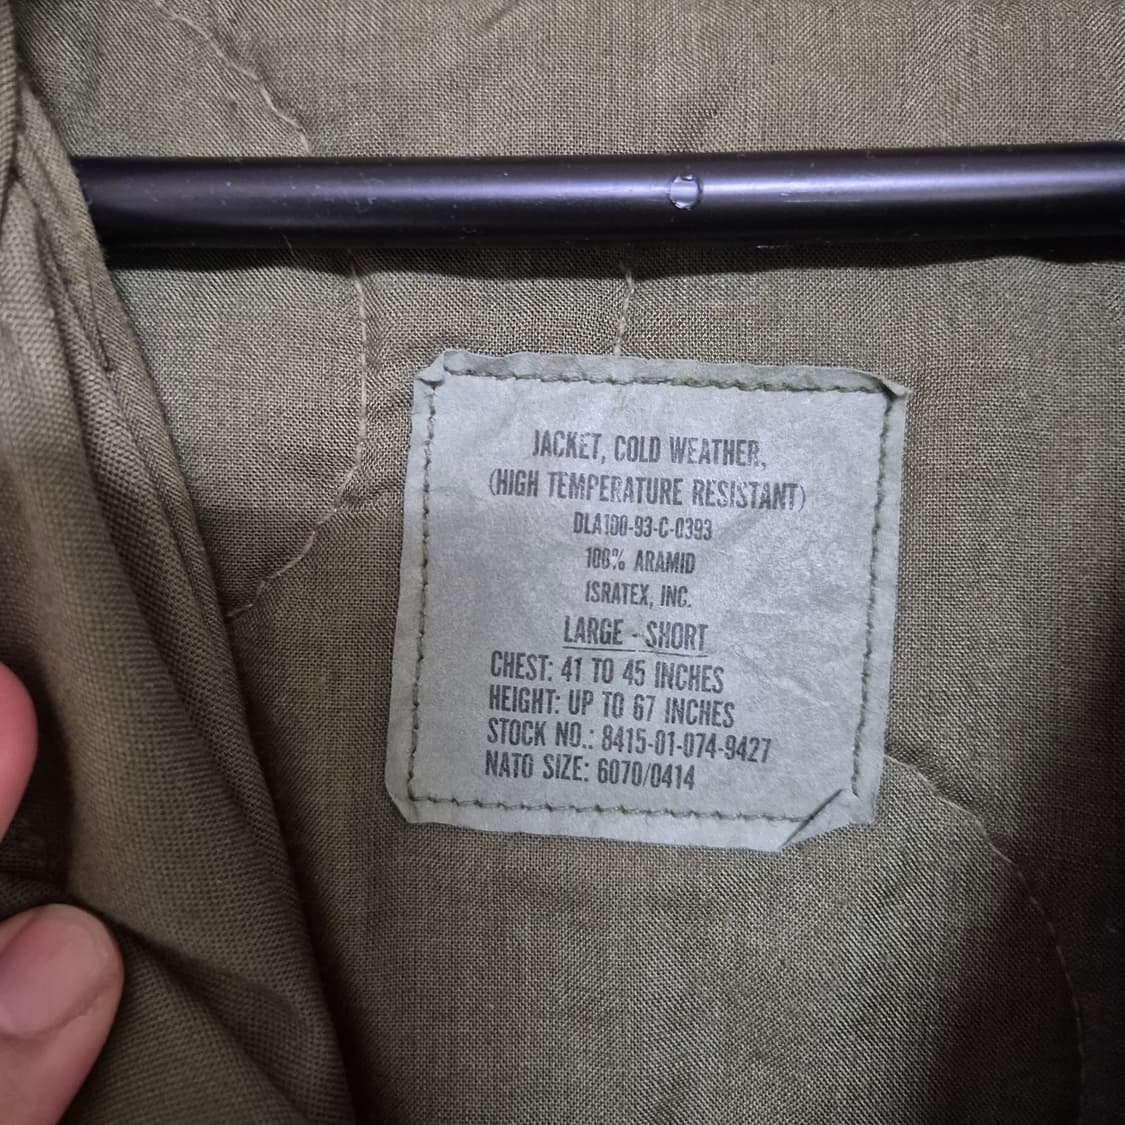 JACKET, COLD WEATHER,
(HIGH TEMPERATURE RESISTANT)
DLA100-93-C-0393
100% ARAMID
ISRATEX, INC.
LARGE - SHORT
CHEST: 41 TO 45 INCHES
HEIGHT: UP TO 67 INCHES
STOCK NO.: 8415-01-074-9427
NATO SIZE: 6070/0414